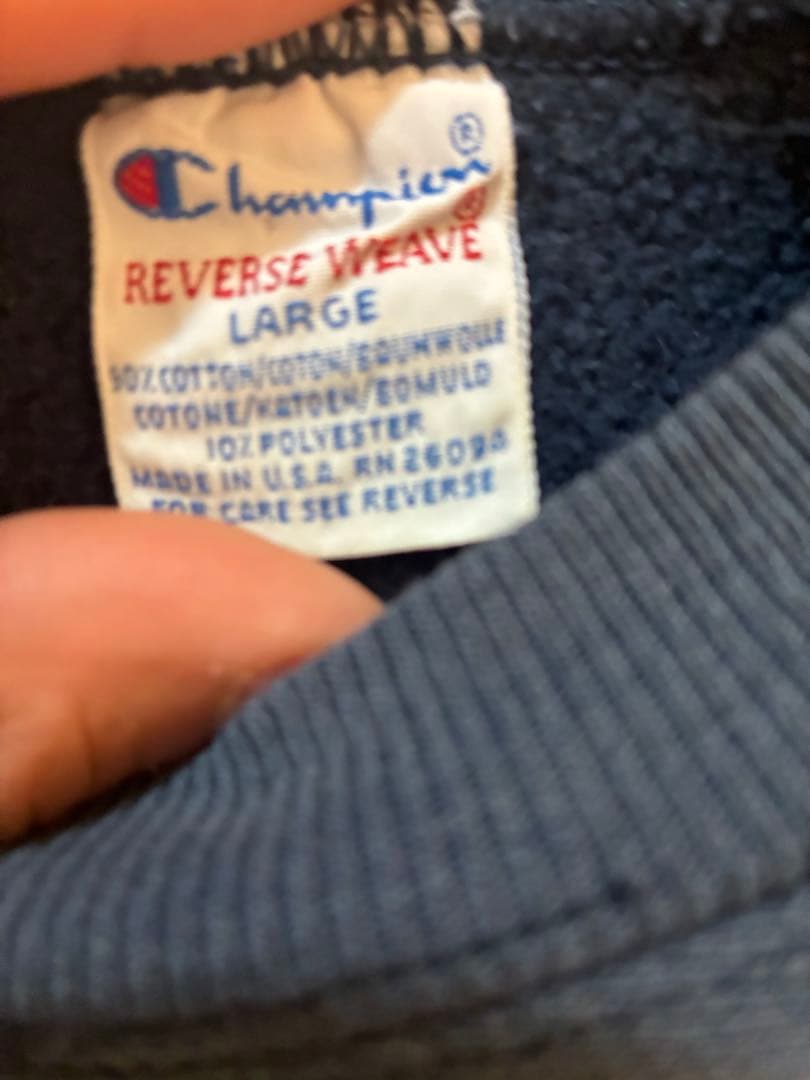 Champion®
REVERSE WEAVE®
LARGE
90%COTTON/COTON/BAUMWOLLE
COTONE/KATOEN/BOMULD
10%POLYESTER
MADE IN U.S.A. RN26094
FOR CARE SEE REVERSE